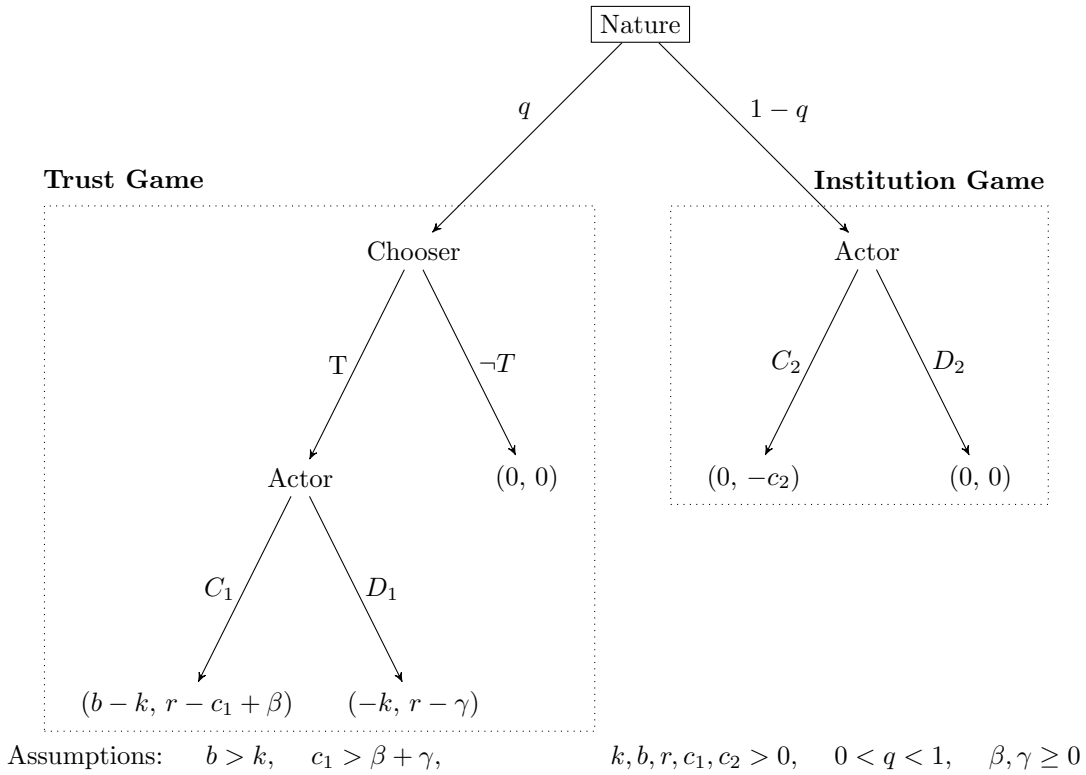 Nature
q
1 − q
Trust Game
Institution Game
Chooser
Actor
T
¬T
C₂
D₂
Actor
(0, 0)
(0, −c₂)
(0, 0)
C₁
D₁
(b − k, r − c₁ + β)
(−k, r − γ)
Assumptions: b > k, c₁ > β + γ, k, b, r, c₁, c₂ > 0, 0 < q < 1, β, γ ≥ 0